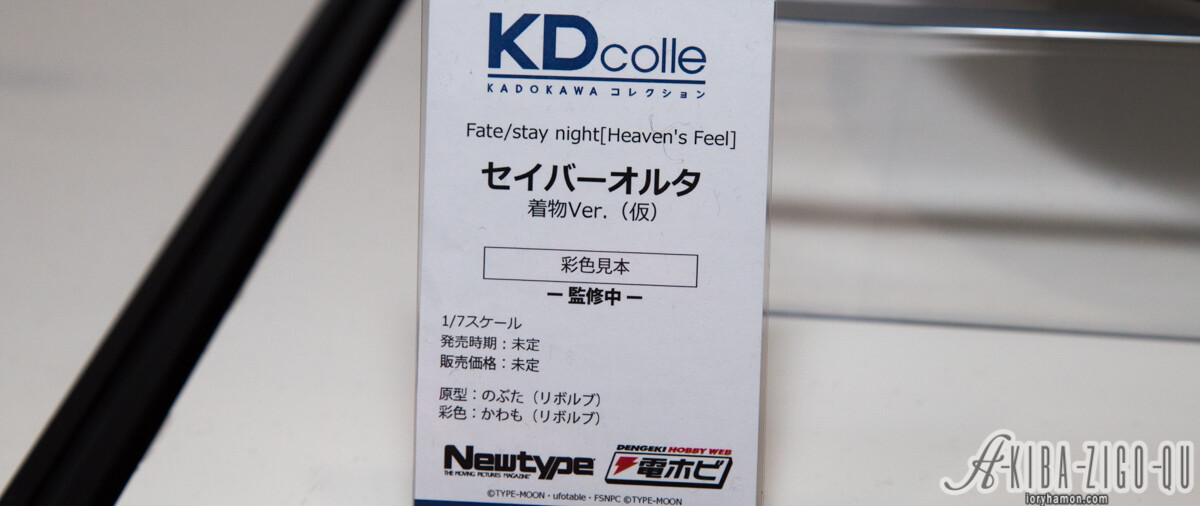 KDcolle
KADOKAWA コレクション
Fate/stay night[Heaven's Feel]
セイバーオルタ
着物Ver.（仮）
彩色見本
ー 監修中 ー
1/7スケール
発売時期：未定
販売価格：未定
原型：のぶた（リボルブ）
彩色：かわも（リボルブ）
Newtype
THE MOVING PICTURES MAGAZINE
DENGEKI HOBBY WEB
電ホビ
©TYPE-MOON・ufotable・FSNPC ©TYPE-MOON
A-KIBA-ZIGO-QU
loryhamon.com